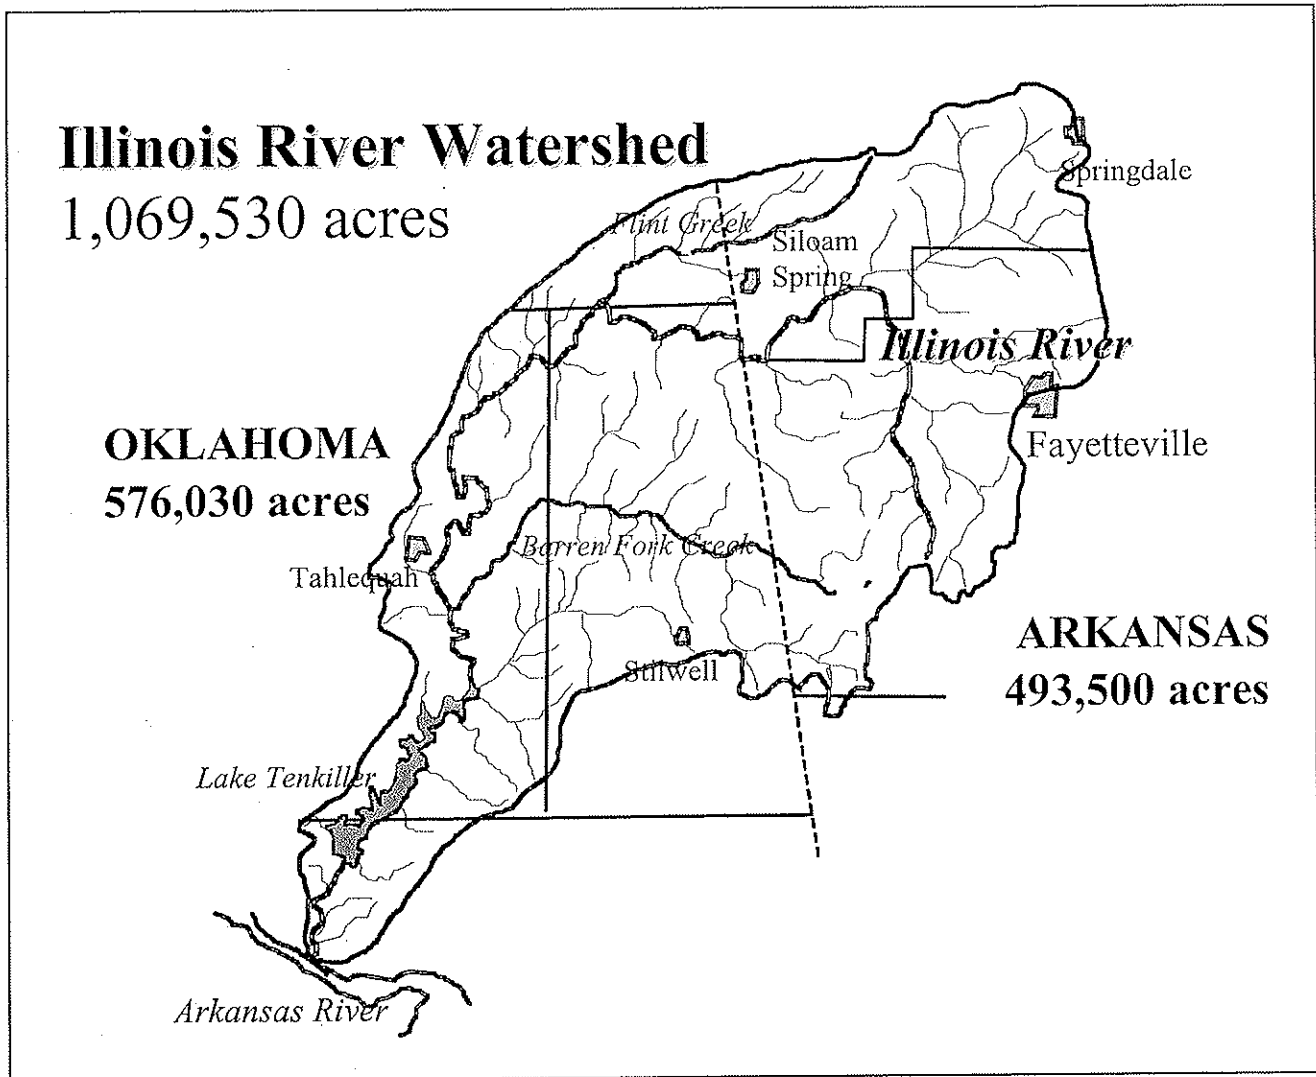 Illinois River Watershed
1,069,530 acres
Springdale
Flint Greek
Siloam
Spring
Illinois River
OKLAHOMA
576,030 acres
Fayetteville
Barren Fork Creek
Tahlequah
ARKANSAS
493,500 acres
Stilwell
Lake Tenkiller
Arkansas River